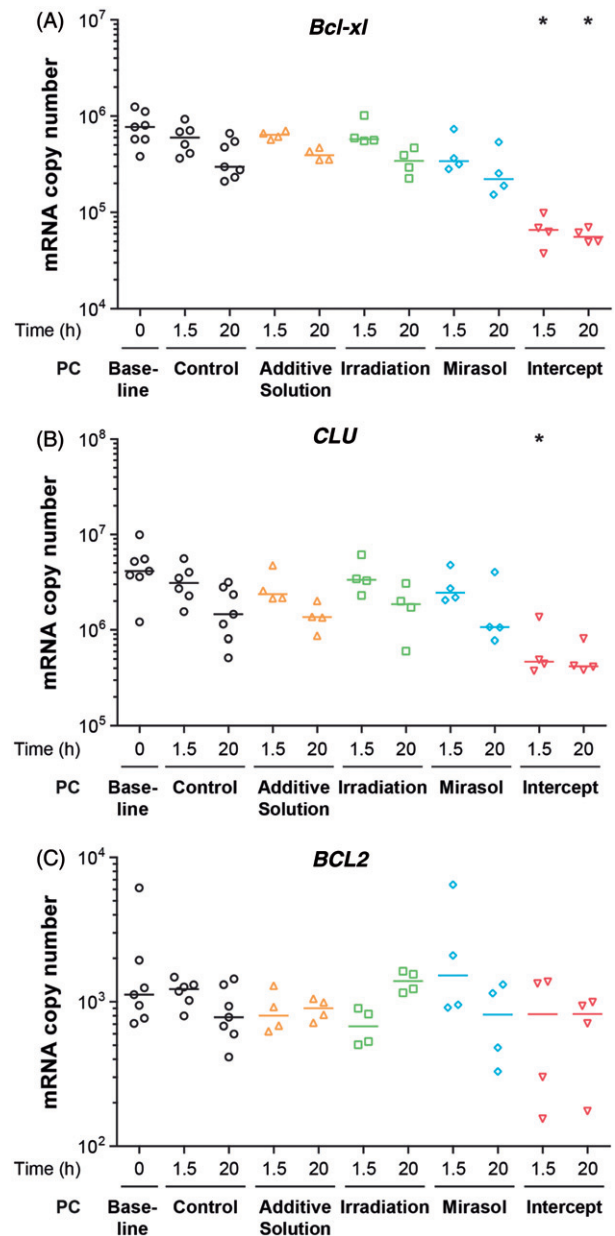 (A) Bcl-xl
* *
mRNA copy number
10^7
10^6
10^5
10^4
Time (h) 0 1.5 20 1.5 20 1.5 20 1.5 20 1.5 20
PC Base-line Control Additive Solution Irradiation Mirasol Intercept
(B) CLU
*
mRNA copy number
10^8
10^7
10^6
10^5
Time (h) 0 1.5 20 1.5 20 1.5 20 1.5 20 1.5 20
PC Base-line Control Additive Solution Irradiation Mirasol Intercept
(C) BCL2
mRNA copy number
10^4
10^3
10^2
Time (h) 0 1.5 20 1.5 20 1.5 20 1.5 20 1.5 20
PC Base-line Control Additive Solution Irradiation Mirasol Intercept